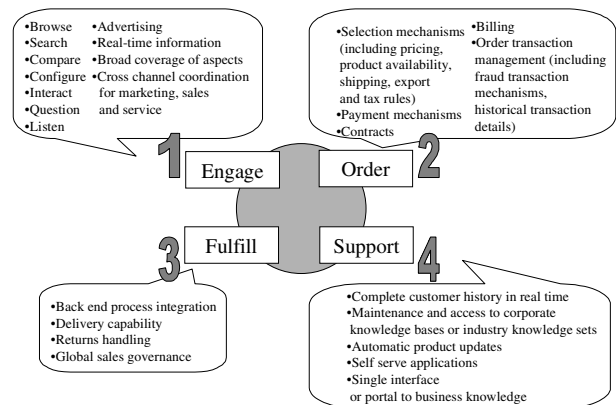 •Browse
•Search
•Compare
•Configure
•Interact
•Question
•Listen
•Advertising
•Real-time information
•Broad coverage of aspects
•Cross channel coordination
for marketing, sales
and service
•Selection mechanisms
(including pricing,
product availability,
shipping, export
and tax rules)
•Payment mechanisms
•Contracts
•Billing
•Order transaction
management (including
fraud transaction
mechanisms,
historical transaction
details)
1
Engage
Order
2
3
Fulfill
Support
4
•Back end process integration
•Delivery capability
•Returns handling
•Global sales governance
•Complete customer history in real time
•Maintenance and access to corporate
knowledge bases or industry knowledge sets
•Automatic product updates
•Self serve applications
•Single interface
or portal to business knowledge